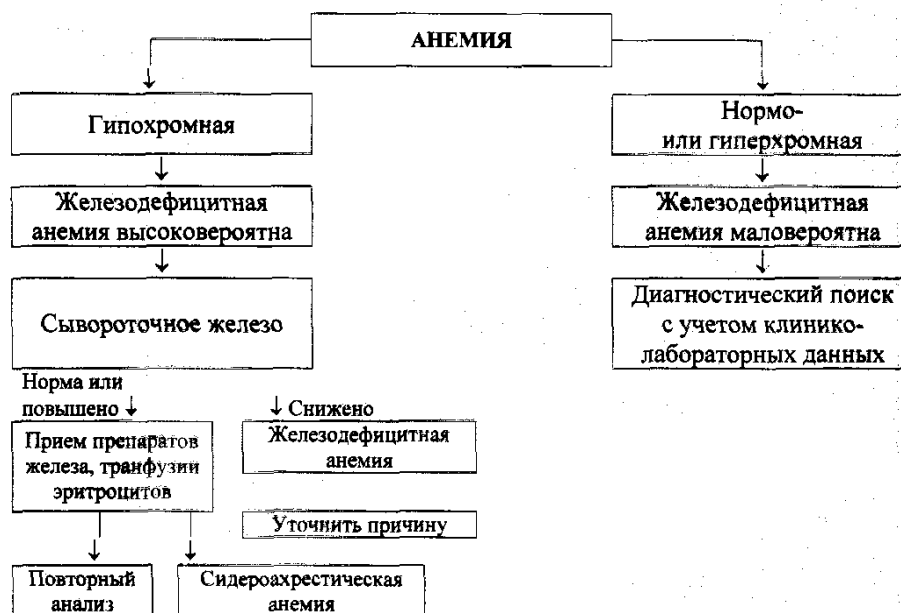 АНЕМИЯ
Гипохромная
Нормо-
или гиперхромная
Железодефицитная
анемия высоковероятна
Железодефицитная
анемия маловероятна
Сывороточное железо
Диагностический поиск
с учетом клинико-
лабораторных данных
Норма или
повышено
Снижено
Прием препаратов
железа, транфузии
эритроцитов
Железодефицитная
анемия
Уточнить причину
Повторный
анализ
Сидероахрестическая
анемия